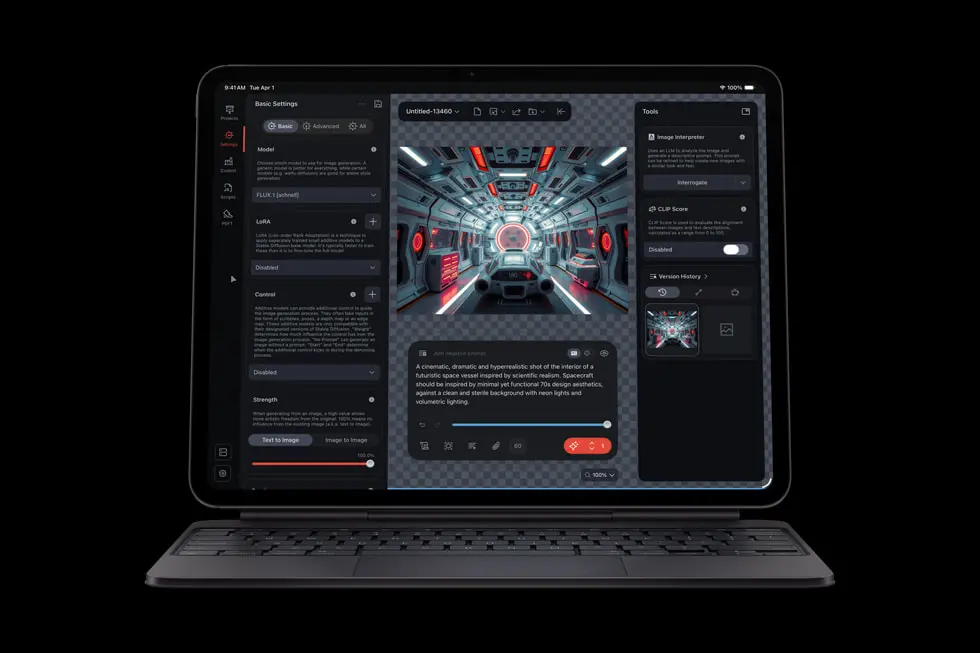 9:41 AM Tue Apr 1
100%
Projects
Settings
Control
Scripts
Basic Settings
Basic
Advanced
All
Model
Choose which model to use for image generation. A
generic model is better for everything, while certain
models (e.g. waifu-diffusion) are good for anime style
generation.
FLUX.1 [schnell]
LoRA
LoRA (Low-order Rank Adaptation) is a technique to
apply separately trained small additive models to a
Stable Diffusion base model. It's typically faster to train
these than it is to fine-tune the full model.
Disabled
Control
Additive models can provide additional control to guide
the image generation process. They often take inputs in
the form of scribbles, poses, a depth map or an edge
map. These additive models are only compatible with
their designated versions of Stable Diffusion. "Weight"
determines how much influence the control has over the
image generation process. "No Prompt" can generate an
image without a prompt. "Start" and "End" determine
when the additional control kicks in during the denoising
process.
Disabled
Strength
When generating from an image, a high value allows
more artistic freedom from the original. 100% means no
influence from the existing image (a.k.a. text to image).
Text to Image
Image to Image
100.0%
Untitled-13460
Add negative prompt
A cinematic, dramatic and hyperrealistic shot of the interior of a
futuristic space vessel inspired by scientific realism. Spacecraft
should be inspired by minimal yet functional 70s design aesthetics,
against a clean and sterile background with neon lights and
volumetric lighting.
60
1
100%
Tools
Image Interpreter
Uses an LLM to analyze the image and
generate a descriptive prompt. This prompt
can be refined to help create new images with
a similar look and feel.
Interrogate
CLIP Score
CLIP Score is used to evaluate the alignment
between images and text descriptions,
calculated as a range from 0 to 100.
Disabled
Version History